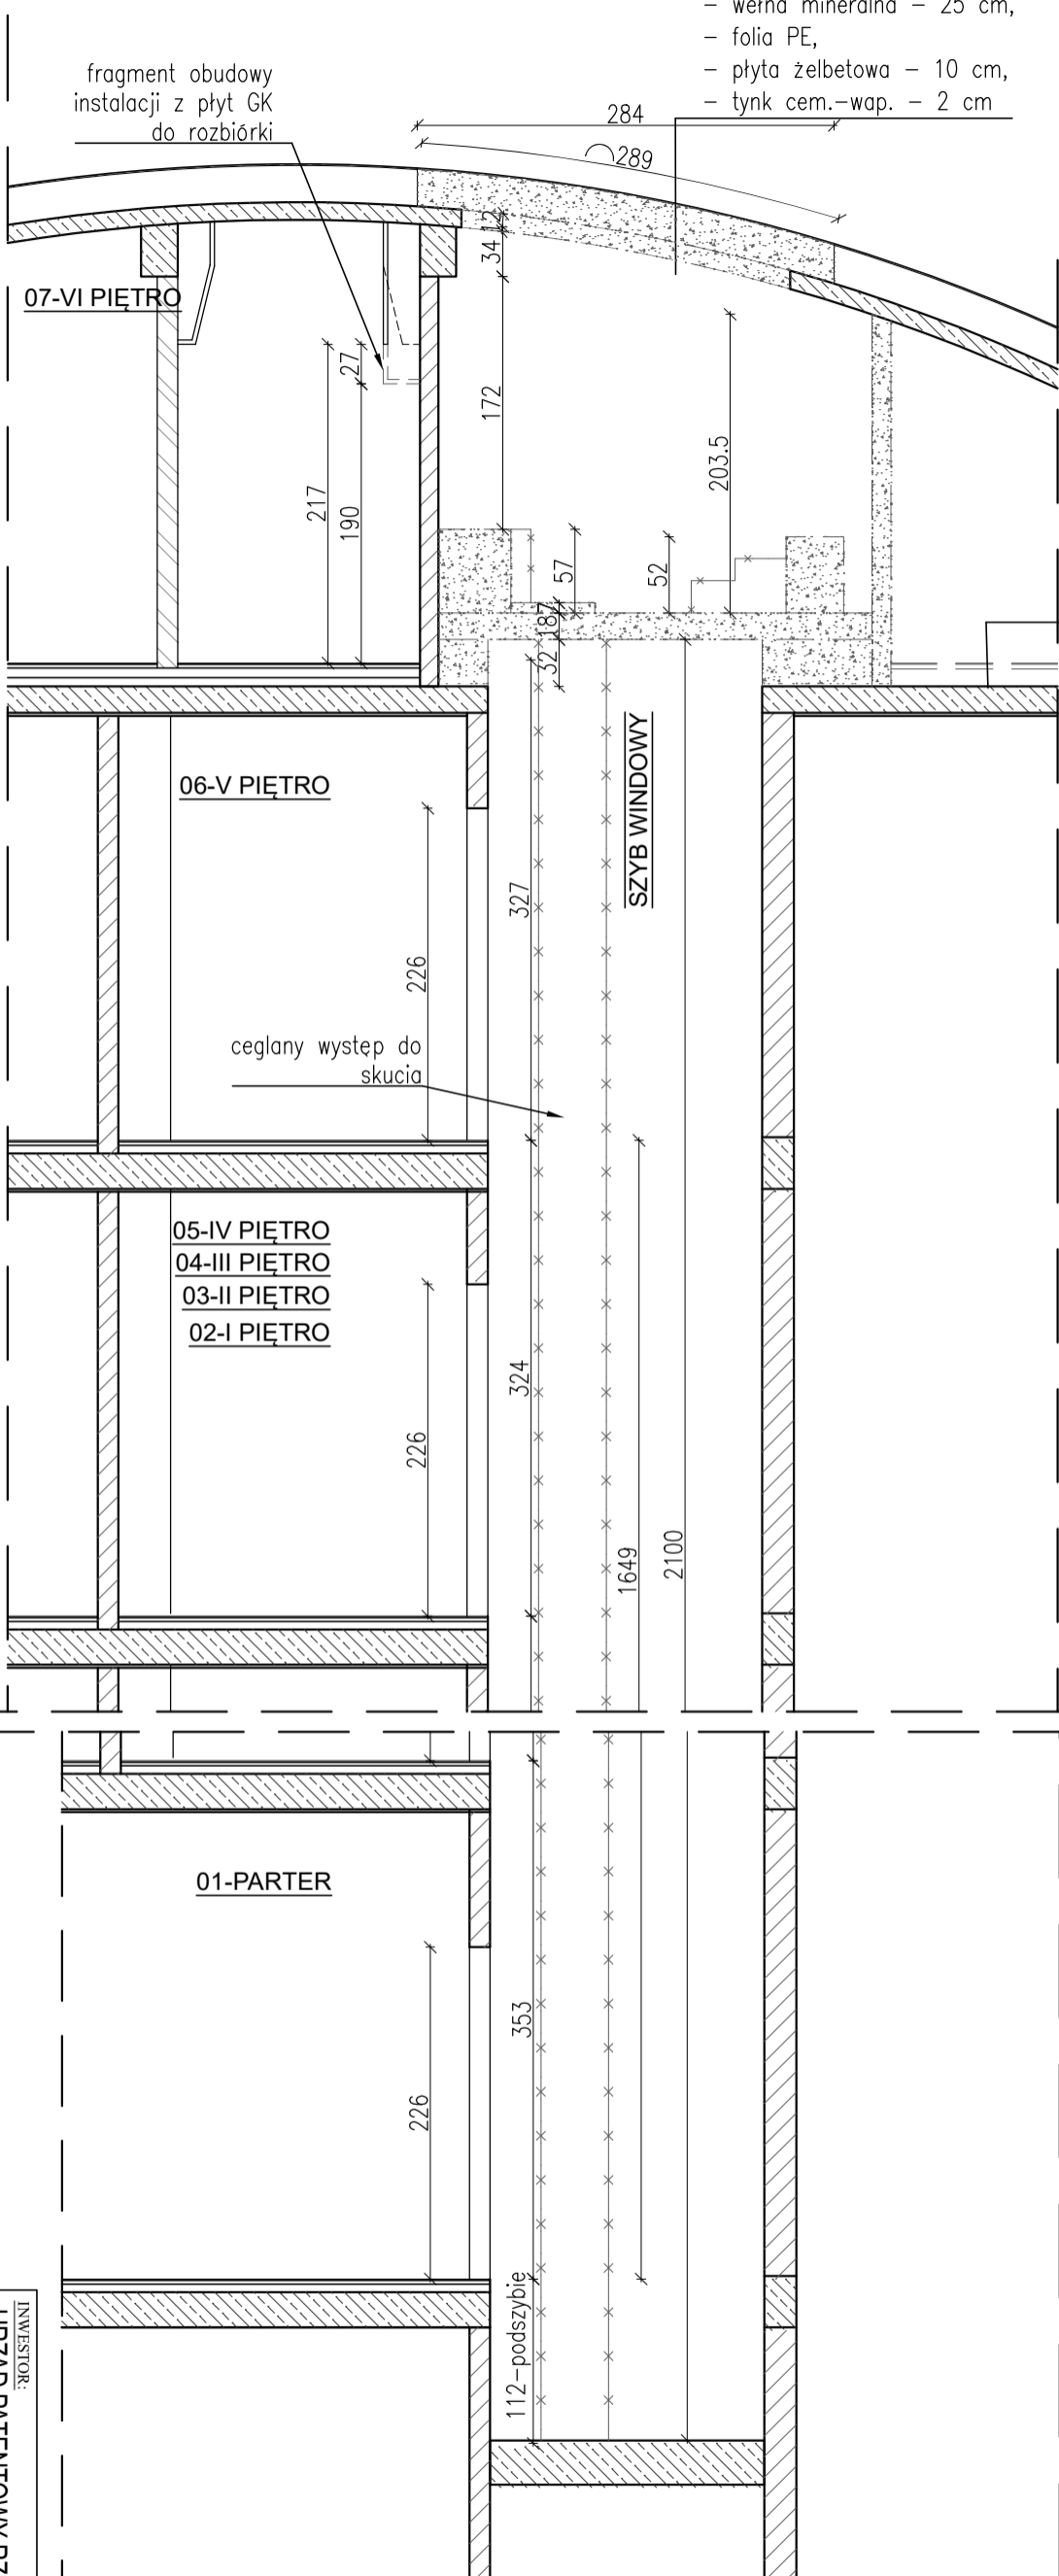 - wełna mineralna - 25 cm,
- folia PE,
- płyta żelbetowa - 10 cm,
- tynk cem.-wap. - 2 cm
fragment obudowy
instalacji z płyt GK
do rozbiórki
284
289
12
34
07-VI PIĘTRO
27
172
217
190
203.5
57
52
187
32
SZYB WINDOWY
06-V PIĘTRO
327
226
ceglany występ do
skucia
05-IV PIĘTRO
04-III PIĘTRO
03-II PIĘTRO
02-I PIĘTRO
324
226
1649
2100
01-PARTER
353
226
112-podszybie
INWESTOR:
URZĄD PATENTOWY